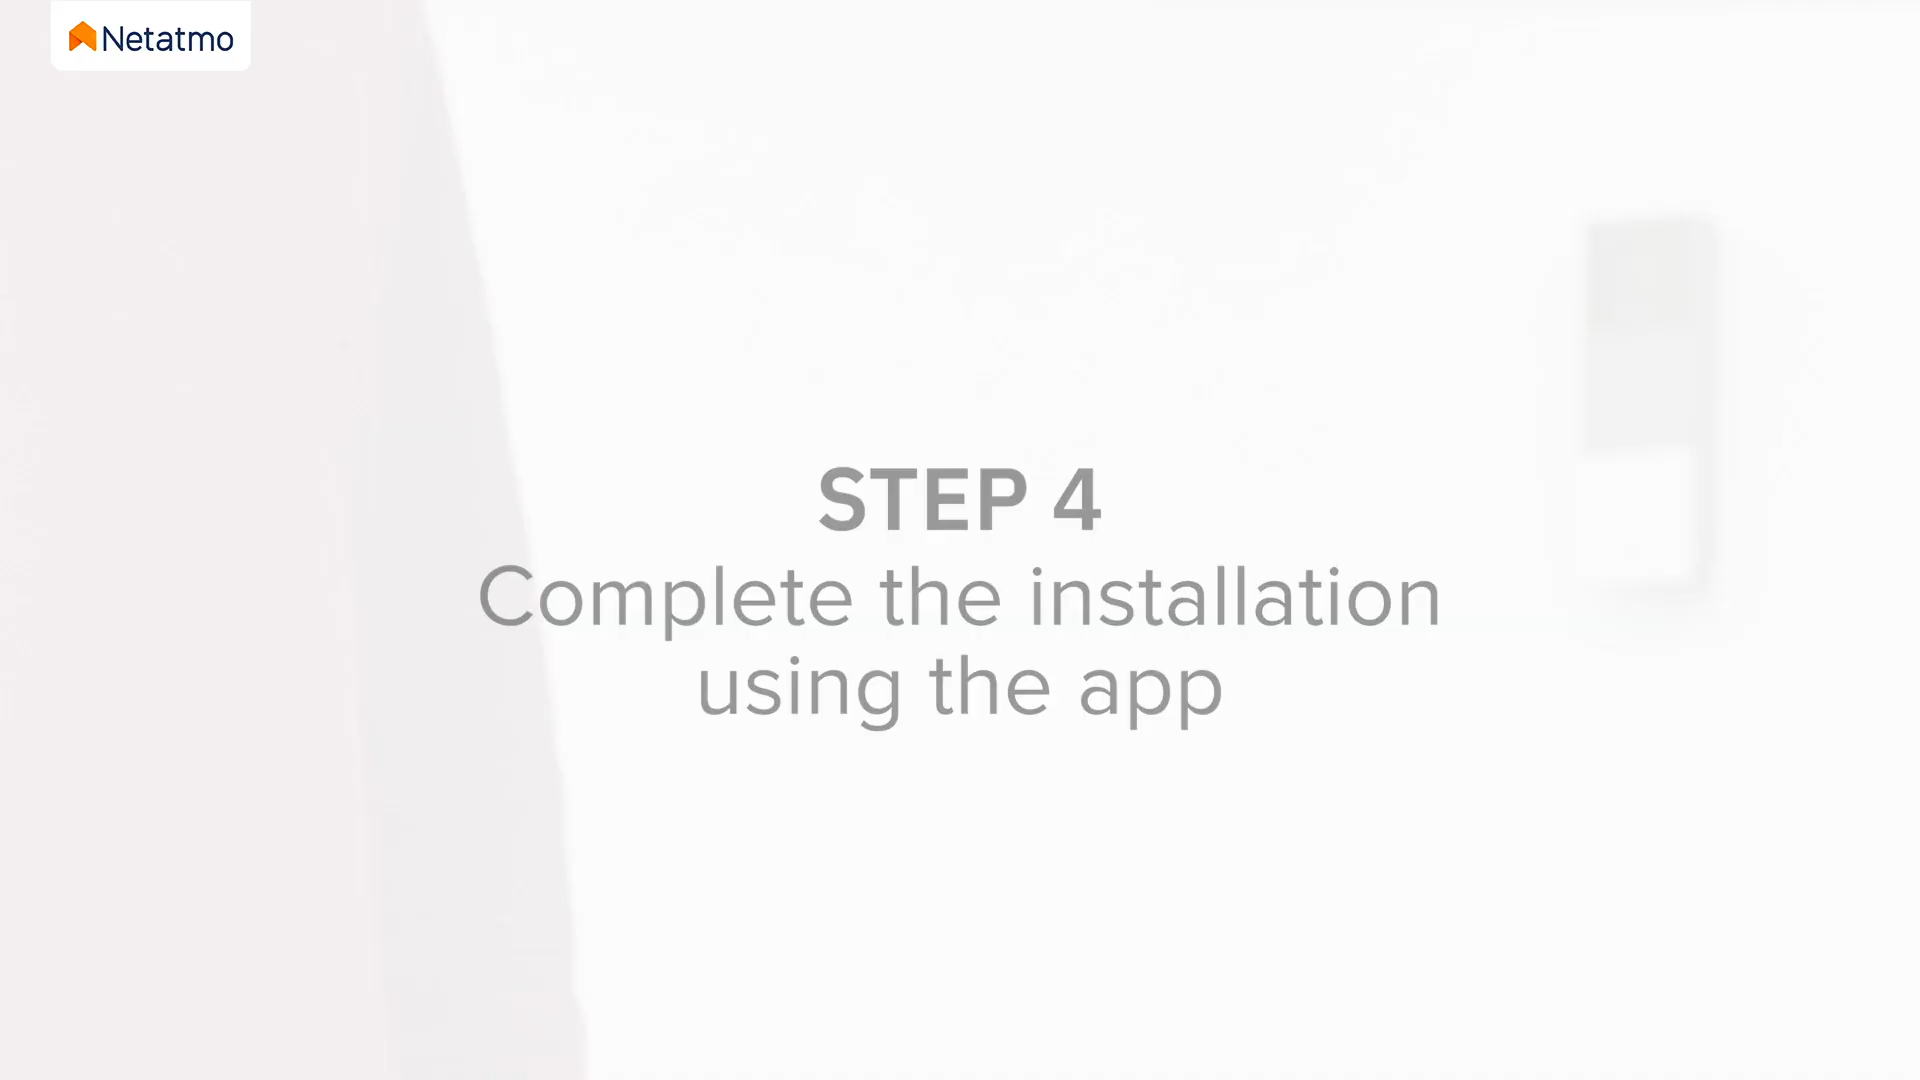 Netatmo
STEP 4
Complete the installation
using the app